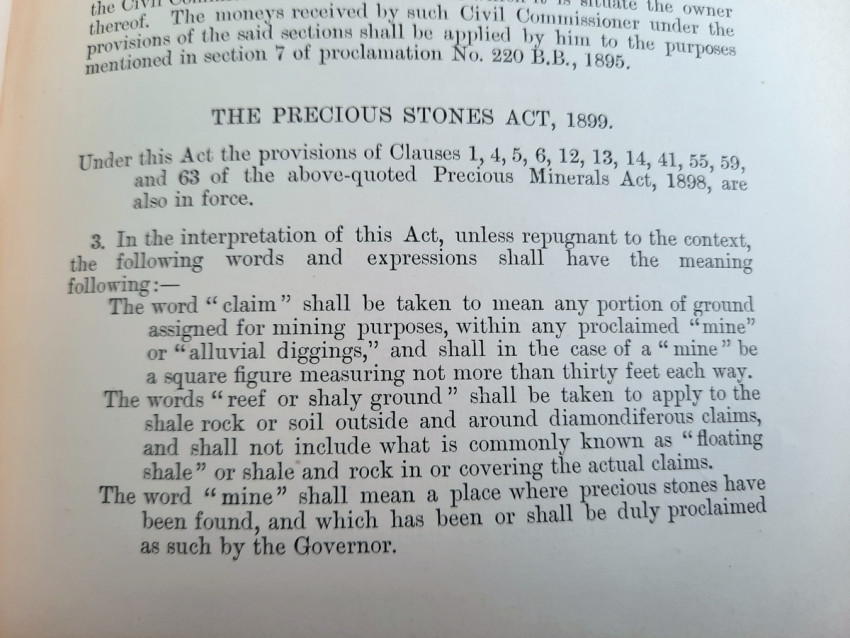 the Civil it is situate the owner
thereof. The moneys received by such Civil Commissioner under the
provisions of the said sections shall be applied by him to the purposes
mentioned in section 7 of proclamation No. 220 B.B., 1895.
THE PRECIOUS STONES ACT, 1899.
Under this Act the provisions of Clauses 1, 4, 5, 6, 12, 13, 14, 41, 55, 59,
and 63 of the above-quoted Precious Minerals Act, 1898, are
also in force.
3. In the interpretation of this Act, unless repugnant to the context,
the following words and expressions shall have the meaning
following:—
The word “claim” shall be taken to mean any portion of ground
assigned for mining purposes, within any proclaimed “mine”
or “alluvial diggings,” and shall in the case of a “mine” be
a square figure measuring not more than thirty feet each way.
The words “reef or shaly ground” shall be taken to apply to the
shale rock or soil outside and around diamondiferous claims,
and shall not include what is commonly known as “floating
shale” or shale and rock in or covering the actual claims.
The word “mine” shall mean a place where precious stones have
been found, and which has been or shall be duly proclaimed
as such by the Governor.